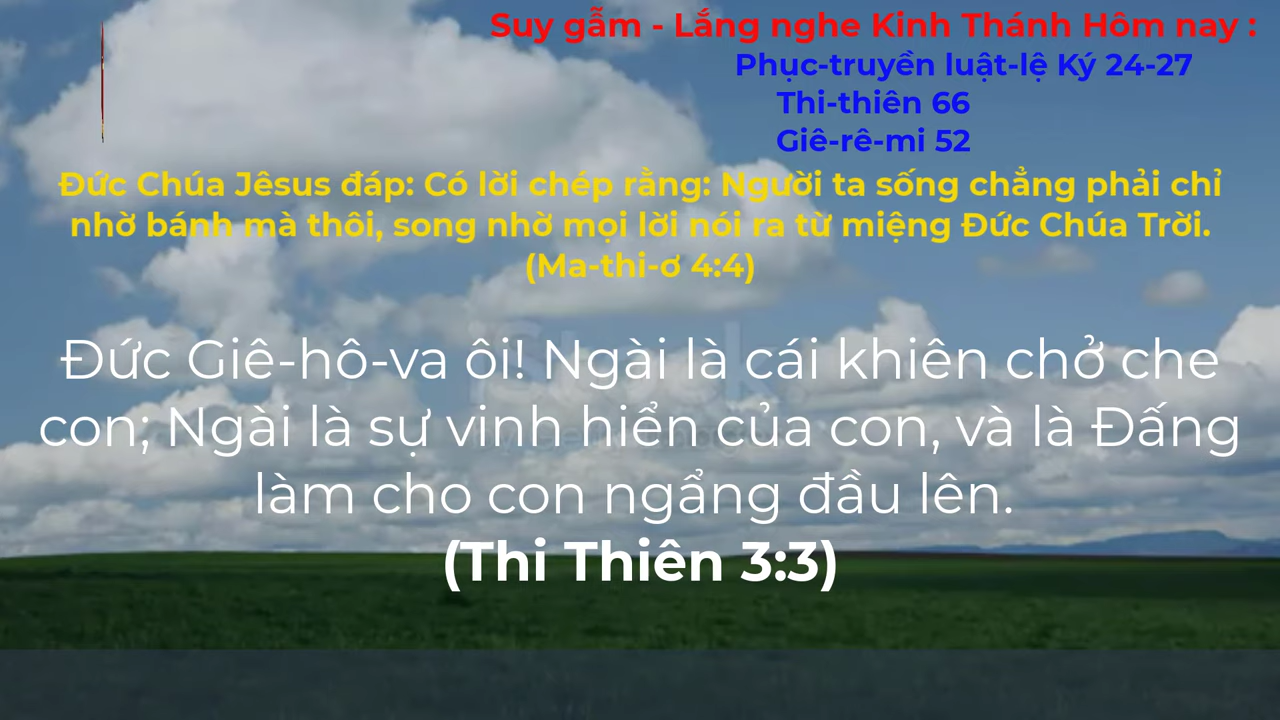 Suy gẫm - Lắng nghe Kinh Thánh Hôm nay :
Phục-truyền luật-lệ Ký 24-27
Thi-thiên 66
Giê-rê-mi 52
Đức Chúa Jêsus đáp: Có lời chép rằng: Người ta sống chẳng phải chỉ
nhờ bánh mà thôi, song nhờ mọi lời nói ra từ miệng Đức Chúa Trời.
(Ma-thi-ơ 4:4)
Đức Giê-hô-va ôi! Ngài là cái khiên chở che
con; Ngài là sự vinh hiển của con, và là Đấng
làm cho con ngẩng đầu lên.
(Thi Thiên 3:3)